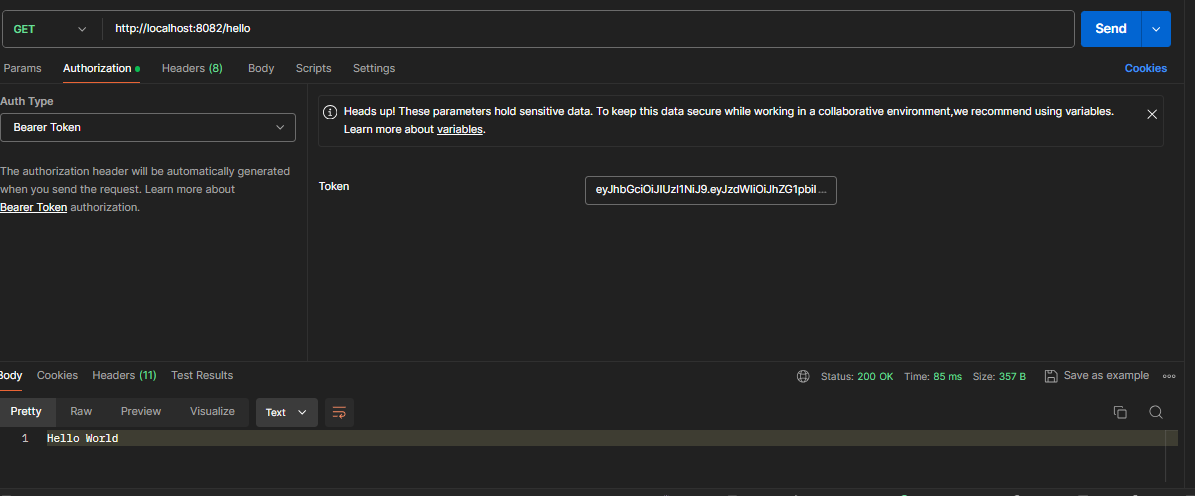 GET http://localhost:8082/hello Send
Params Authorization Headers (8) Body Scripts Settings Cookies
Auth Type
Bearer Token
The authorization header will be automatically generated
when you send the request. Learn more about
Bearer Token authorization.
Heads up! These parameters hold sensitive data. To keep this data secure while working in a collaborative environment,we recommend using variables.
Learn more about variables.
Token eyJhbGciOiJIUzI1NiJ9.eyJzdWIiOiJhZG1pbiI ...
Body Cookies Headers (11) Test Results Status: 200 OK Time: 85 ms Size: 357 B Save as example
Pretty Raw Preview Visualize Text
1 Hello World